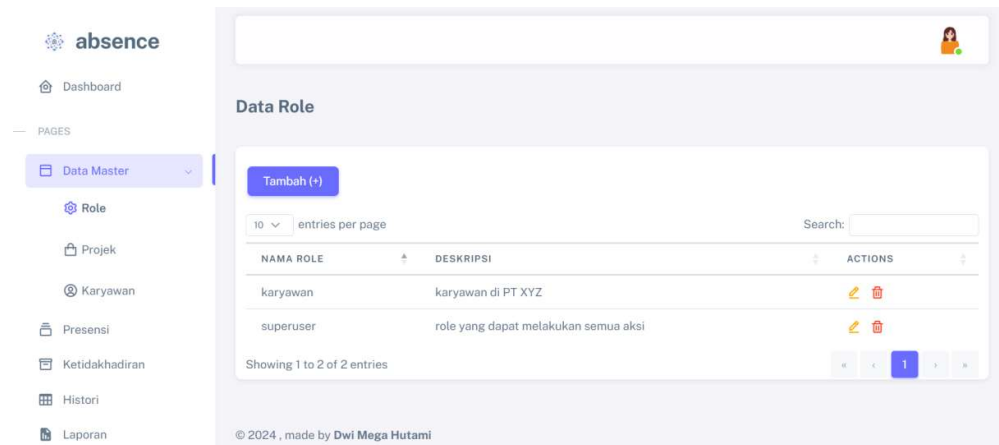 absence
Dashboard
PAGES
Data Master
Role
Projek
Karyawan
Presensi
Ketidakhadiran
Histori
Laporan
Data Role
Tambah (+)
10 entries per page Search:
NAMA ROLE DESKRIPSI ACTIONS
karyawan karyawan di PT XYZ
superuser role yang dapat melakukan semua aksi
Showing 1 to 2 of 2 entries « ‹ 1 › »
© 2024 , made by Dwi Mega Hutami